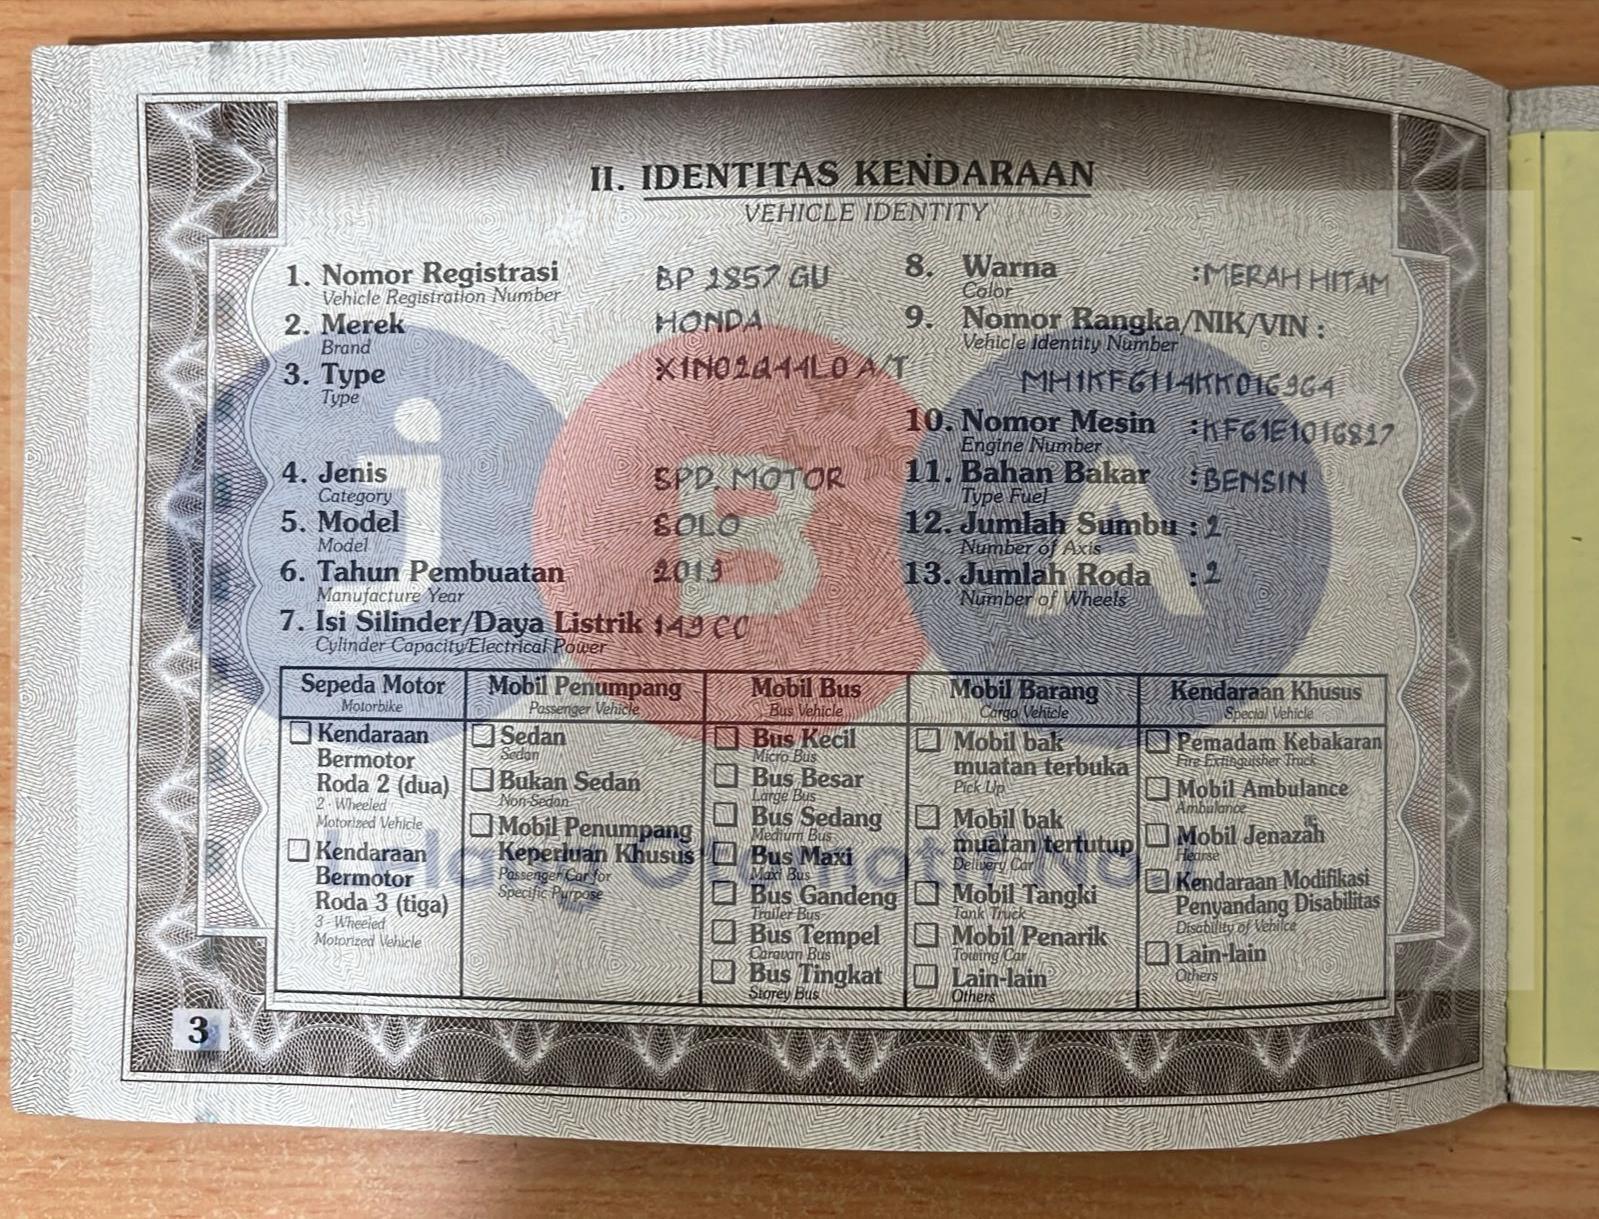 II. IDENTITAS KENDARAAN
VEHICLE IDENTITY
1. Nomor Registrasi BP 2857 GU
Vehicle Registration Number
2. Merek HONDA
Brand
3. Type X1N02Q44L0 A/T
Type
4. Jenis SPD. MOTOR
Category
5. Model SOLO
Model
6. Tahun Pembuatan 2019
Manufacture Year
7. Isi Silinder/Daya Listrik 149 CC
Cylinder Capacity/Electrical Power
8. Warna :MERAH HITAM
Color
9. Nomor Rangka/NIK/VIN :
Vehicle Identity Number
MH1KF6114KK016964
10. Nomor Mesin :KF61E1016817
Engine Number
11. Bahan Bakar :BENSIN
Type Fuel
12. Jumlah Sumbu : 2
Number of Axis
13. Jumlah Roda : 2
Number of Wheels
Sepeda Motor
Motorbike
Kendaraan
Bermotor
Roda 2 (dua)
2 - Wheeled
Motorized Vehicle
Kendaraan
Bermotor
Roda 3 (tiga)
3 - Wheeled
Motorized Vehicle
Mobil Penumpang
Passenger Vehicle
Sedan
Sedan
Bukan Sedan
Non-Sedan
Mobil Penumpang
Keperluan Khusus
Passenger Car for
Specific Purpose
Mobil Bus
Bus Vehicle
Bus Kecil
Micro Bus
Bus Besar
Large Bus
Bus Sedang
Medium Bus
Bus Maxi
Maxi Bus
Bus Gandeng
Trailer Bus
Bus Tempel
Caravan Bus
Bus Tingkat
Storey Bus
Mobil Barang
Cargo Vehicle
Mobil bak
muatan terbuka
Pick Up
Mobil bak
muatan tertutup
Delivery Car
Mobil Tangki
Tank Truck
Mobil Penarik
Towing Car
Lain-lain
Others
Kendaraan Khusus
Special Vehicle
Pemadam Kebakaran
Fire Extinguisher Truck
Mobil Ambulance
Ambulance
Mobil Jenazah
Hearse
Kendaraan Modifikasi
Penyandang Disabilitas
Disability of Vehilce
Lain-lain
Others
3
jBA